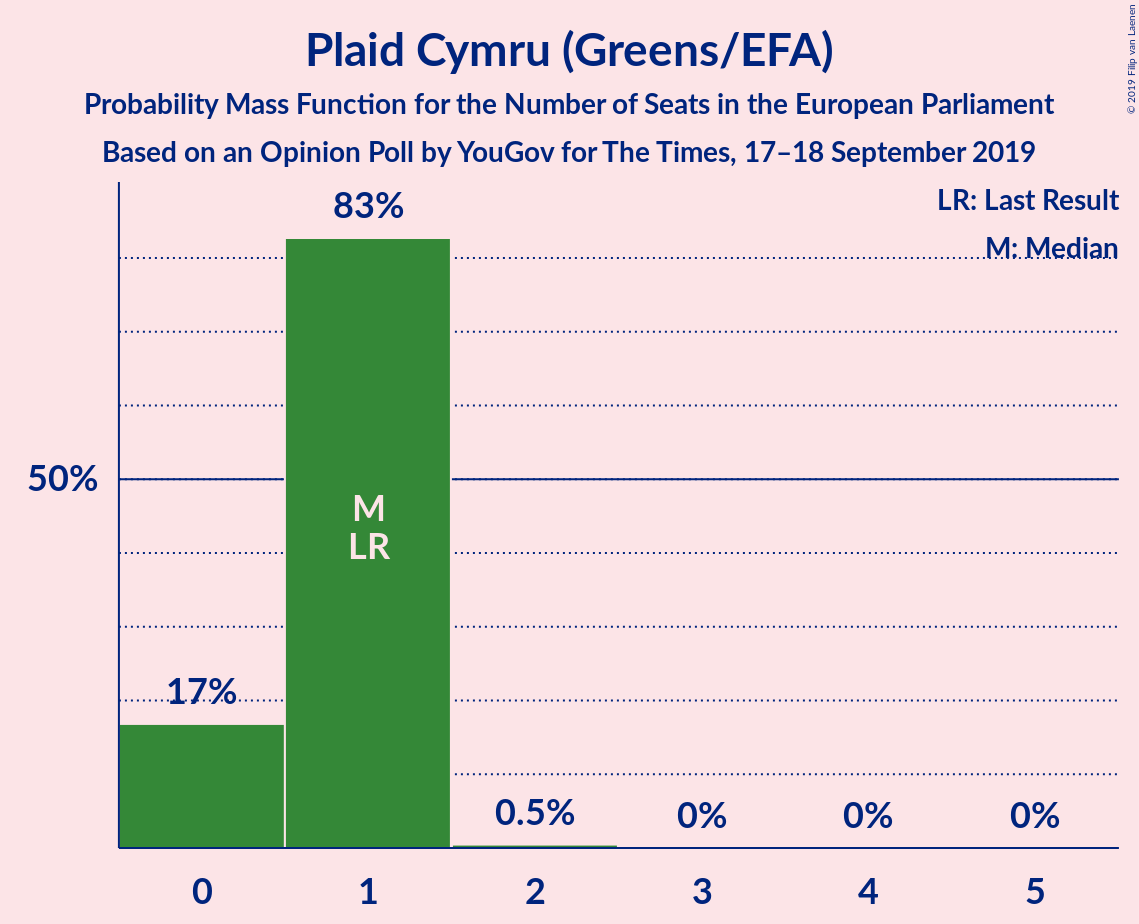 Plaid Cymru (Greens/EFA)
Probability Mass Function for the Number of Seats in the European Parliament
Based on an Opinion Poll by YouGov for The Times, 17–18 September 2019
© 2019 Filip van Laenen
LR: Last Result
M: Median
83%
50%
M
LR
17%
0.5%
0%
0%
0%
0
1
2
3
4
5